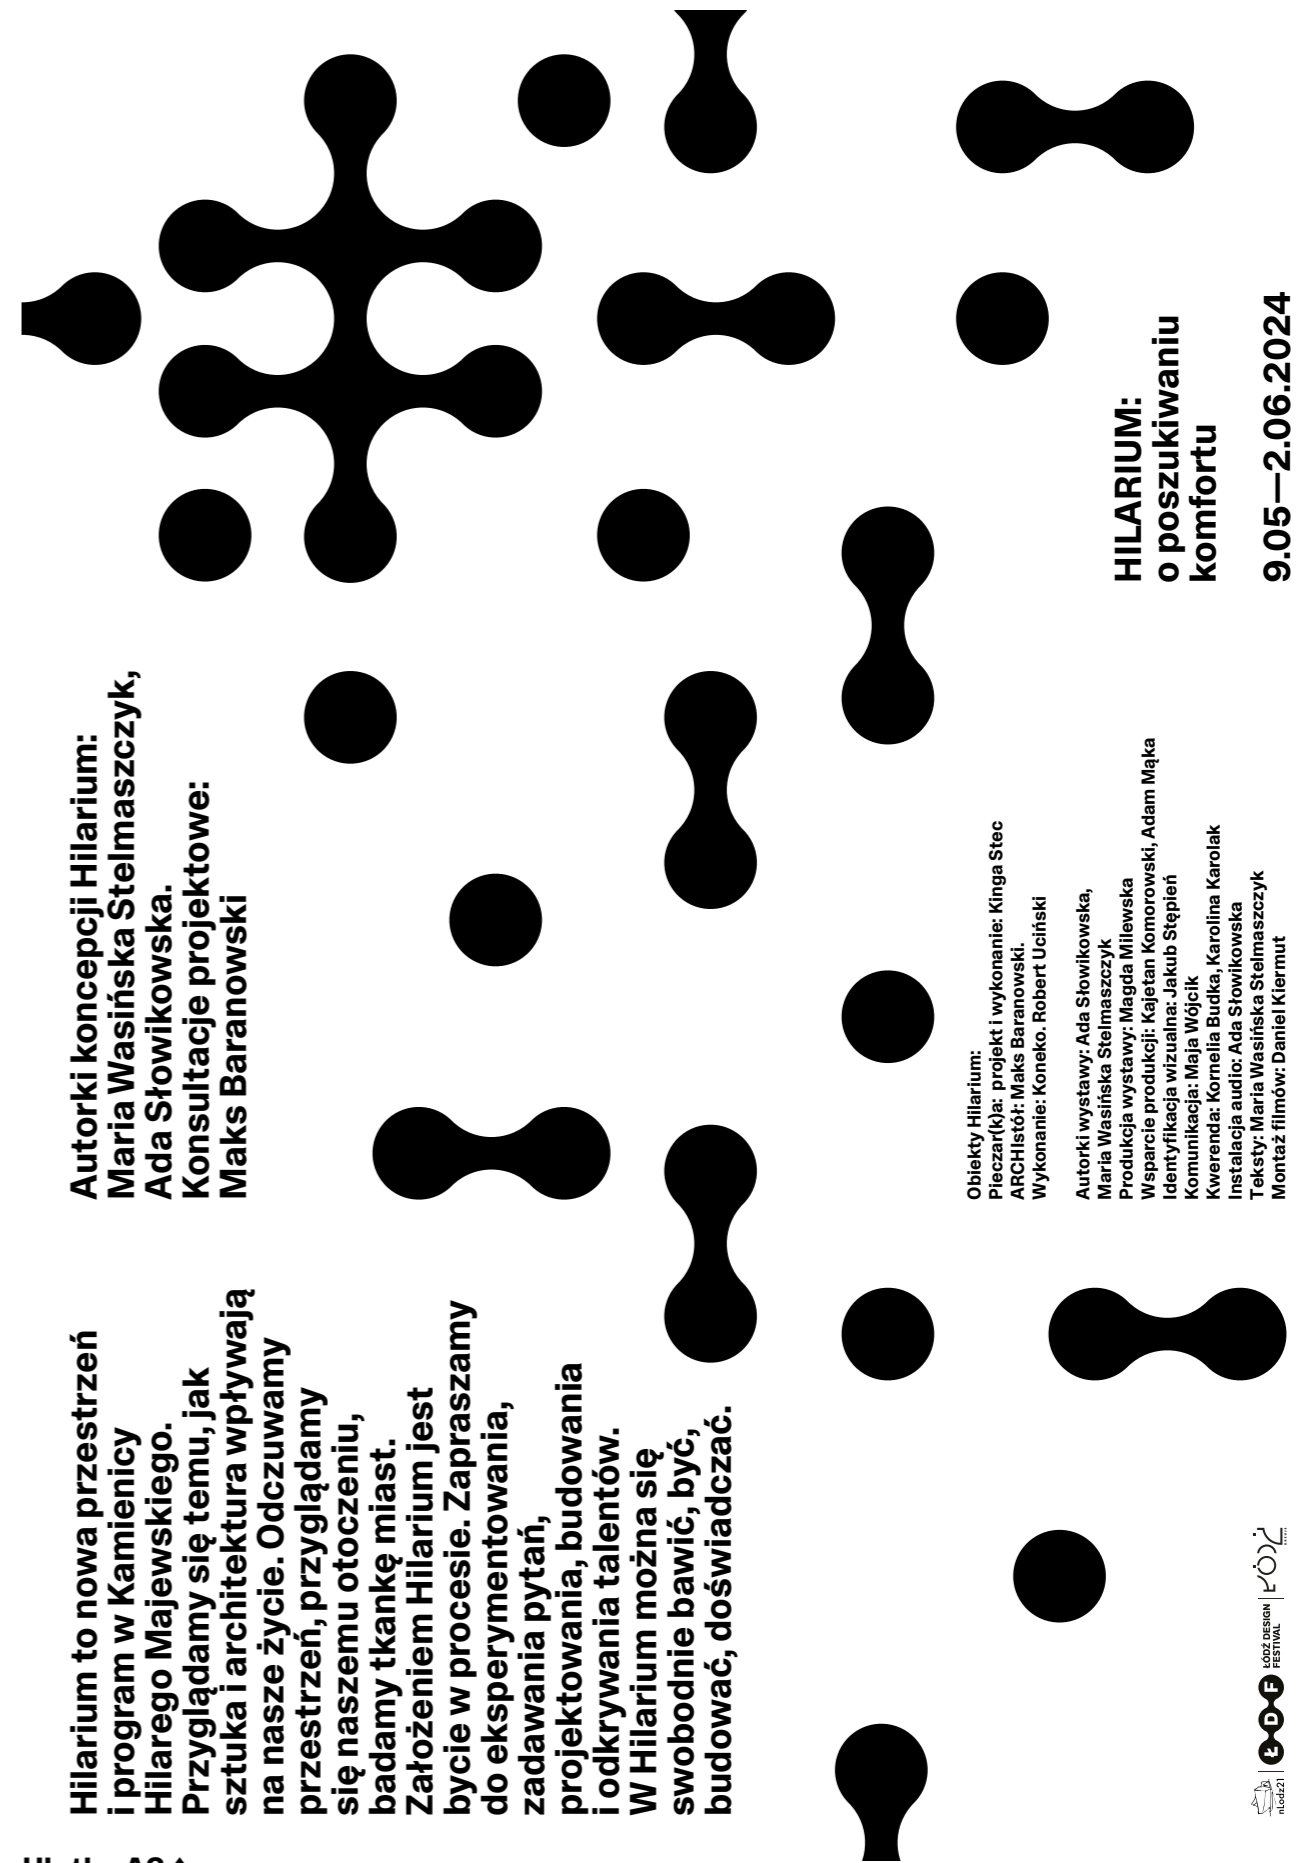 Hilarium to nowa przestrzeń
i program w Kamienicy
Hilarego Majewskiego.
Przyglądamy się temu, jak
sztuka i architektura wpływają
na nasze życie. Odczuwamy
przestrzeń, przyglądamy
się naszemu otoczeniu,
badamy tkankę miast.
Założeniem Hilarium jest
bycie w procesie. Zapraszamy
do eksperymentowania,
zadawania pytań,
projektowania, budowania
i odkrywania talentów.
W Hilarium można się
swobodnie bawić, być,
budować, doświadczać.
Autorki koncepcji Hilarium:
Maria Wasińska Stelmaszczyk,
Ada Słowikowska.
Konsultacje projektowe:
Maks Baranowski
HILARIUM:
o poszukiwaniu
komfortu
9.05—2.06.2024
Obiekty Hilarium:
Pieczar(k)a: projekt i wykonanie: Kinga Stec
ARCHIstół: Maks Baranowski.
Wykonanie: Koneko. Robert Uciński
Autorki wystawy: Ada Słowikowska,
Maria Wasińska Stelmaszczyk
Produkcja wystawy: Magda Milewska
Wsparcie produkcji: Kajetan Komorowski, Adam Mąka
Identyfikacja wizualna: Jakub Stępień
Komunikacja: Maja Wójcik
Kwerenda: Kornelia Budka, Karolina Karolak
Instalacja audio: Ada Słowikowska
Teksty: Maria Wasińska Stelmaszczyk
Montaż filmów: Daniel Kiermut
nLodz21
Ł D F
ŁÓDŹ DESIGN
FESTIVAL
ŁÓDŹ